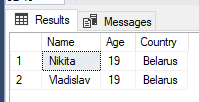 Results Messages
Name Age Country
1 Nikita 19 Belarus
2 Vladislav 19 Belarus